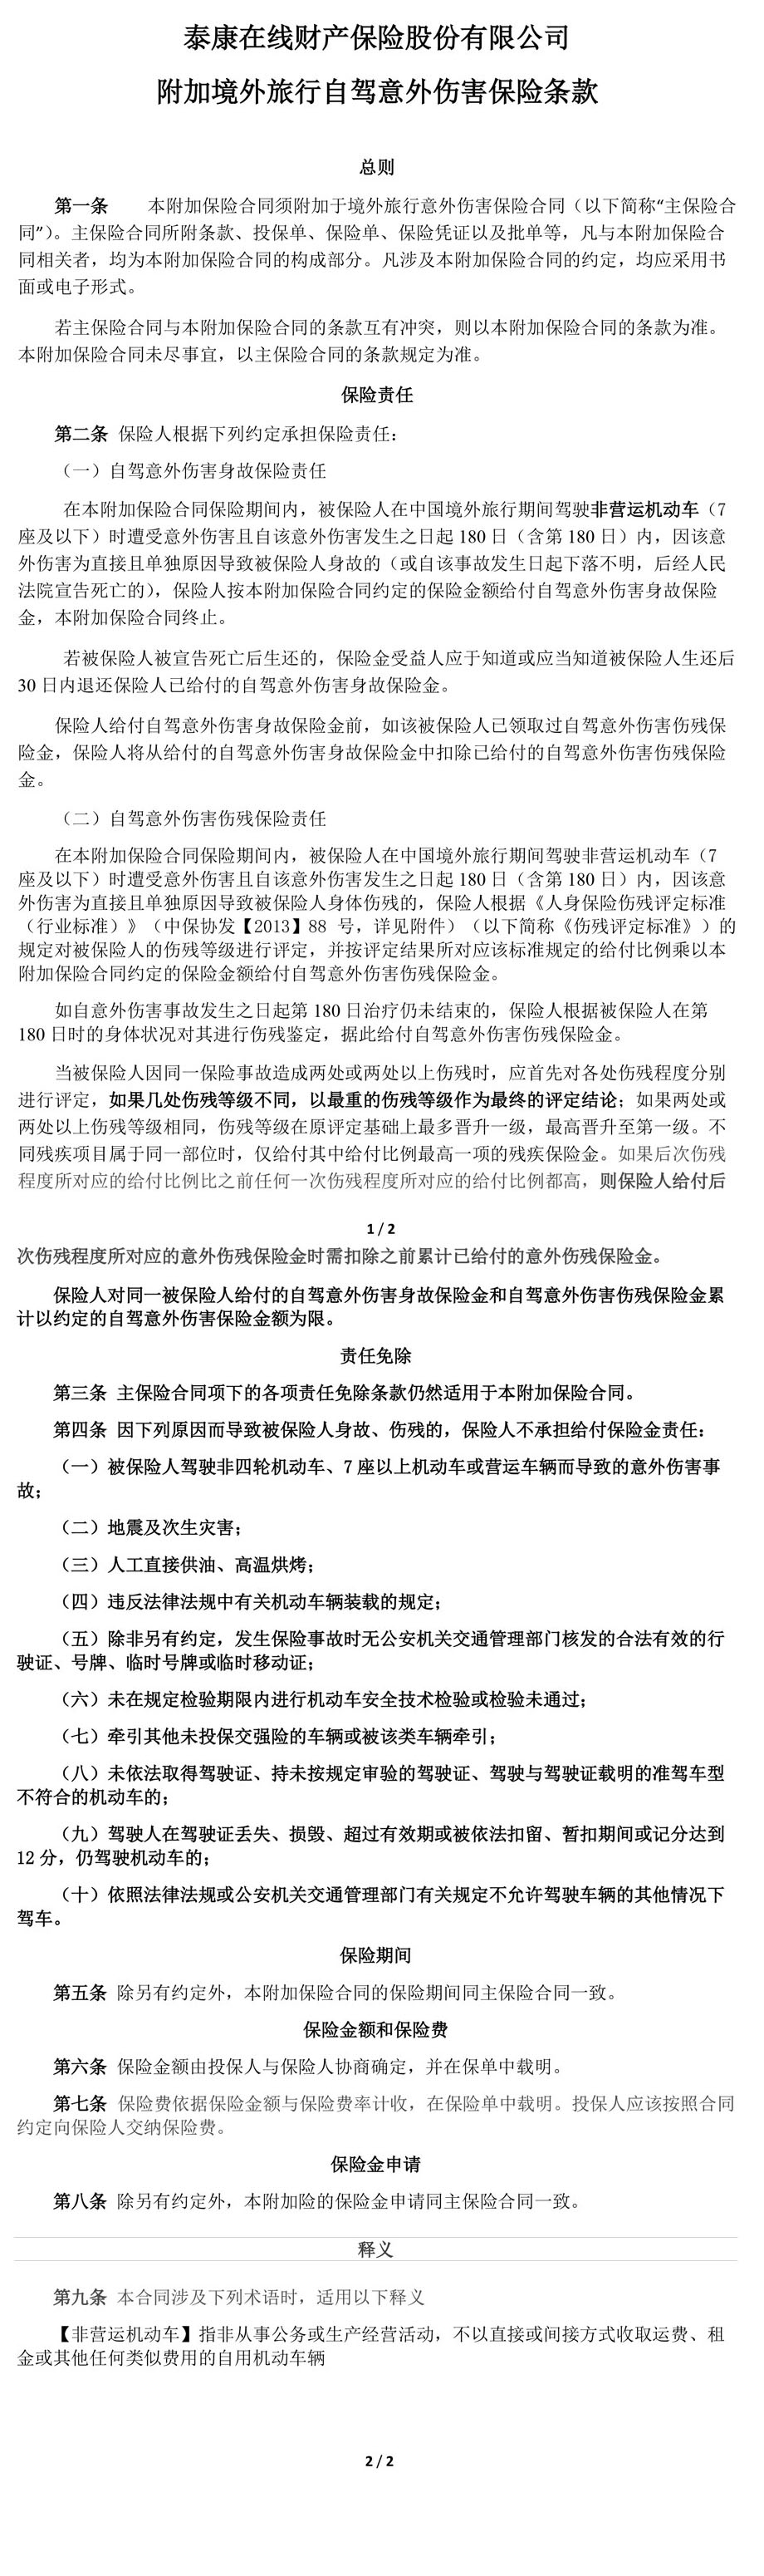 泰康在线财产保险股份有限公司
附加境外旅行自驾意外伤害保险条款
总则
第一条 本附加保险合同须附加于境外旅行意外伤害保险合同（以下简称“主保险合
同”）。主保险合同所附条款、投保单、保险单、保险凭证以及批单等，凡与本附加保险合
同相关者，均为本附加保险合同的构成部分。凡涉及本附加保险合同的约定，均应采用书
面或电子形式。
若主保险合同与本附加保险合同的条款互有冲突，则以本附加保险合同的条款为准。
本附加保险合同未尽事宜，以主保险合同的条款规定为准。
保险责任
第二条 保险人根据下列约定承担保险责任：
（一）自驾意外伤害身故保险责任
在本附加保险合同保险期间内，被保险人在中国境外旅行期间驾驶非营运机动车（7
座及以下）时遭受意外伤害且自该意外伤害发生之日起 180 日（含第 180 日）内，因该意
外伤害为直接且单独原因导致被保险人身故的（或自该事故发生日起下落不明，后经人民
法院宣告死亡的），保险人按本附加保险合同约定的保险金额给付自驾意外伤害身故保险
金，本附加保险合同终止。
若被保险人被宣告死亡后生还的，保险金受益人应于知道或应当知道被保险人生还后
30 日内退还保险人已给付的自驾意外伤害身故保险金。
保险人给付自驾意外伤害身故保险金前，如该被保险人已领取过自驾意外伤害伤残保
险金，保险人将从给付的自驾意外伤害身故保险金中扣除已给付的自驾意外伤害伤残保险
金。
（二）自驾意外伤害伤残保险责任
在本附加保险合同保险期间内，被保险人在中国境外旅行期间驾驶非营运机动车（7
座及以下）时遭受意外伤害且自该意外伤害发生之日起 180 日（含第 180 日）内，因该意
外伤害为直接且单独原因导致被保险人身体伤残的，保险人根据《人身保险伤残评定标准
（行业标准）》（中保协发【2013】88 号，详见附件）（以下简称《伤残评定标准》）的
规定对被保险人的伤残等级进行评定，并按评定结果所对应该标准规定的给付比例乘以本
附加保险合同约定的保险金额给付自驾意外伤害伤残保险金。
如自意外伤害事故发生之日起第 180 日治疗仍未结束的，保险人根据被保险人在第
180 日时的身体状况对其进行伤残鉴定，据此给付自驾意外伤害伤残保险金。
当被保险人因同一保险事故造成两处或两处以上伤残时，应首先对各处伤残程度分别
进行评定，如果几处伤残等级不同，以最重的伤残等级作为最终的评定结论；如果两处或
两处以上伤残等级相同，伤残等级在原评定基础上最多晋升一级，最高晋升至第一级。不
同残疾项目属于同一部位时，仅给付其中给付比例最高一项的残疾保险金。如果后次伤残
程度所对应的给付比例比之前任何一次伤残程度所对应的给付比例都高，则保险人给付后
1 / 2
次伤残程度所对应的意外伤残保险金时需扣除之前累计已给付的意外伤残保险金。
保险人对同一被保险人给付的自驾意外伤害身故保险金和自驾意外伤害伤残保险金累
计以约定的自驾意外伤害保险金额为限。
责任免除
第三条 主保险合同项下的各项责任免除条款仍然适用于本附加保险合同。
第四条 因下列原因而导致被保险人身故、伤残的，保险人不承担给付保险金责任：
（一）被保险人驾驶非四轮机动车、7 座以上机动车或营运车辆而导致的意外伤害事
故；
（二）地震及次生灾害；
（三）人工直接供油、高温烘烤；
（四）违反法律法规中有关机动车辆装载的规定；
（五）除非另有约定，发生保险事故时无公安机关交通管理部门核发的合法有效的行
驶证、号牌、临时号牌或临时移动证；
（六）未在规定检验期限内进行机动车安全技术检验或检验未通过；
（七）牵引其他未投保交强险的车辆或被该类车辆牵引；
（八）未依法取得驾驶证、持未按规定审验的驾驶证、驾驶与驾驶证载明的准驾车型
不符合的机动车的；
（九）驾驶人在驾驶证丢失、损毁、超过有效期或被依法扣留、暂扣期间或记分达到
12 分，仍驾驶机动车的；
（十）依照法律法规或公安机关交通管理部门有关规定不允许驾驶车辆的其他情况下
驾车。
保险期间
第五条 除另有约定外，本附加保险合同的保险期间同主保险合同一致。
保险金额和保险费
第六条 保险金额由投保人与保险人协商确定，并在保单中载明。
第七条 保险费依据保险金额与保险费率计收，在保险单中载明。投保人应该按照合同
约定向保险人交纳保险费。
保险金申请
第八条 除另有约定外，本附加险的保险金申请同主保险合同一致。
释义
第九条 本合同涉及下列术语时，适用以下释义
【非营运机动车】指非从事公务或生产经营活动，不以直接或间接方式收取运费、租
金或其他任何类似费用的自用机动车辆
2 / 2